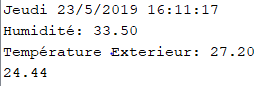 Jeudi 23/5/2019 16:11:17
Humidité: 33.50
Température Exterieur: 27.20
24.44